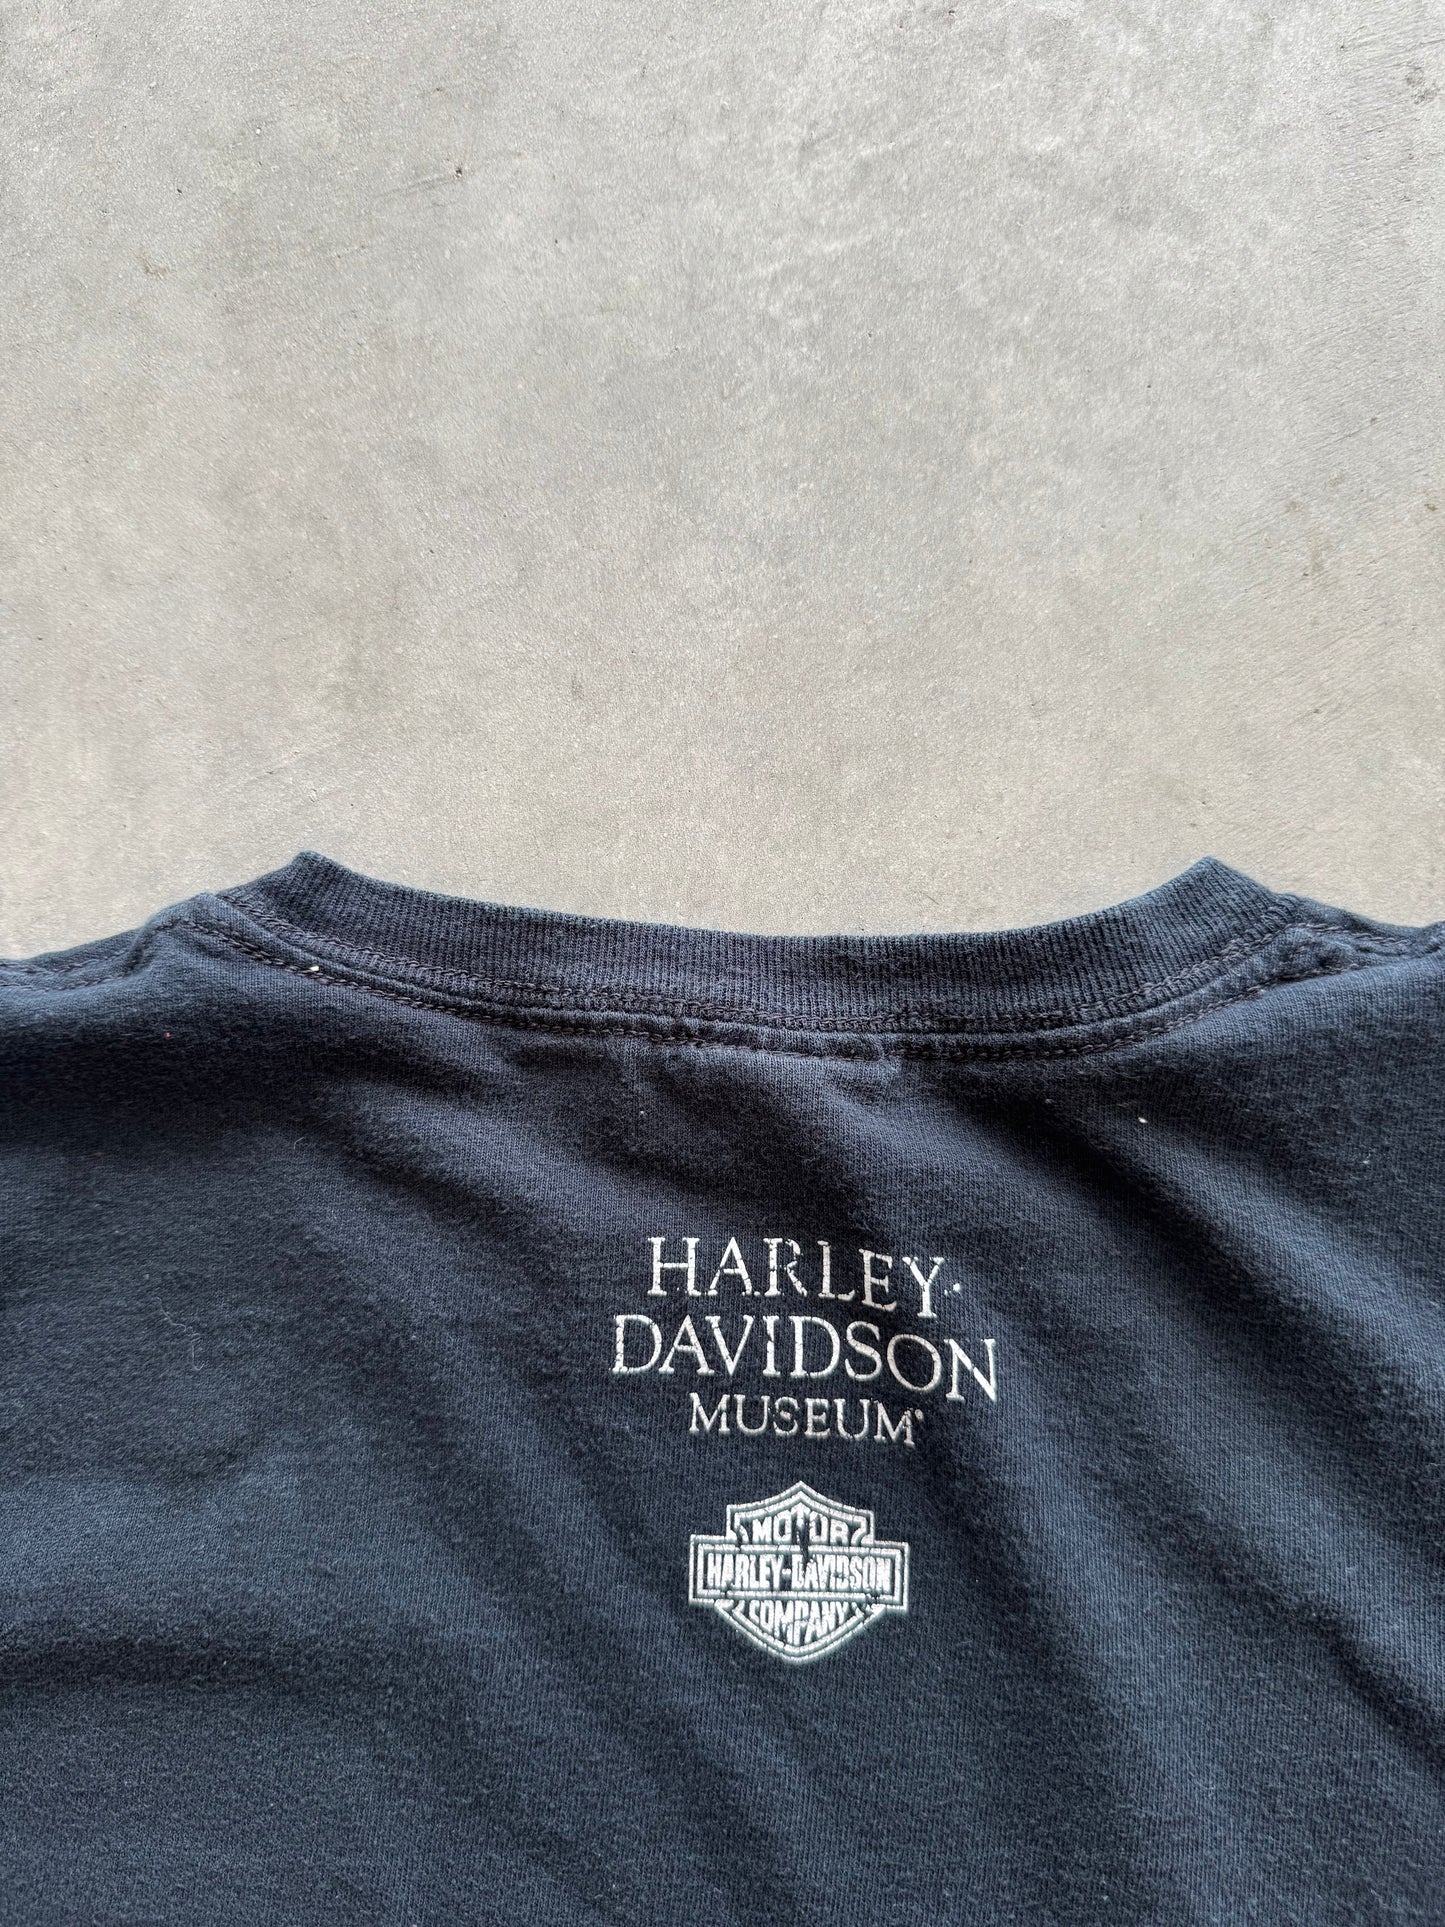 HARLEY-
DAVIDSON
MUSEUM®
MOTOR
HARLEY-DAVIDSON
COMPANY